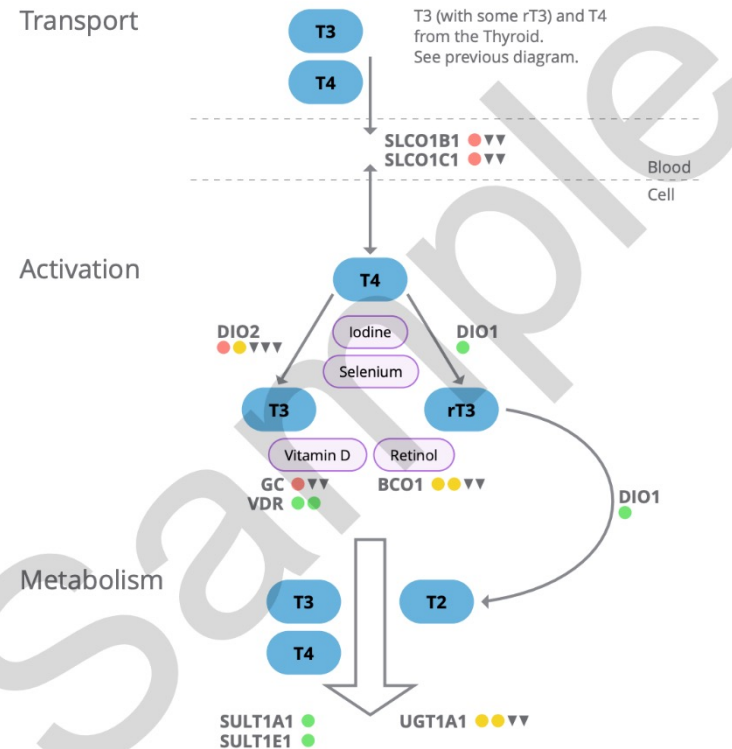 Transport
T3
T4
T3 (with some rT3) and T4
from the Thyroid.
See previous diagram.
SLCO1B1
SLCO1C1
Blood
Cell
Activation
T4
DIO2
Iodine
DIO1
Selenium
T3
rT3
Vitamin D
Retinol
GC
BCO1
VDR
DIO1
Metabolism
T3
T2
T4
SULT1A1
UGT1A1
SULT1E1
Sample